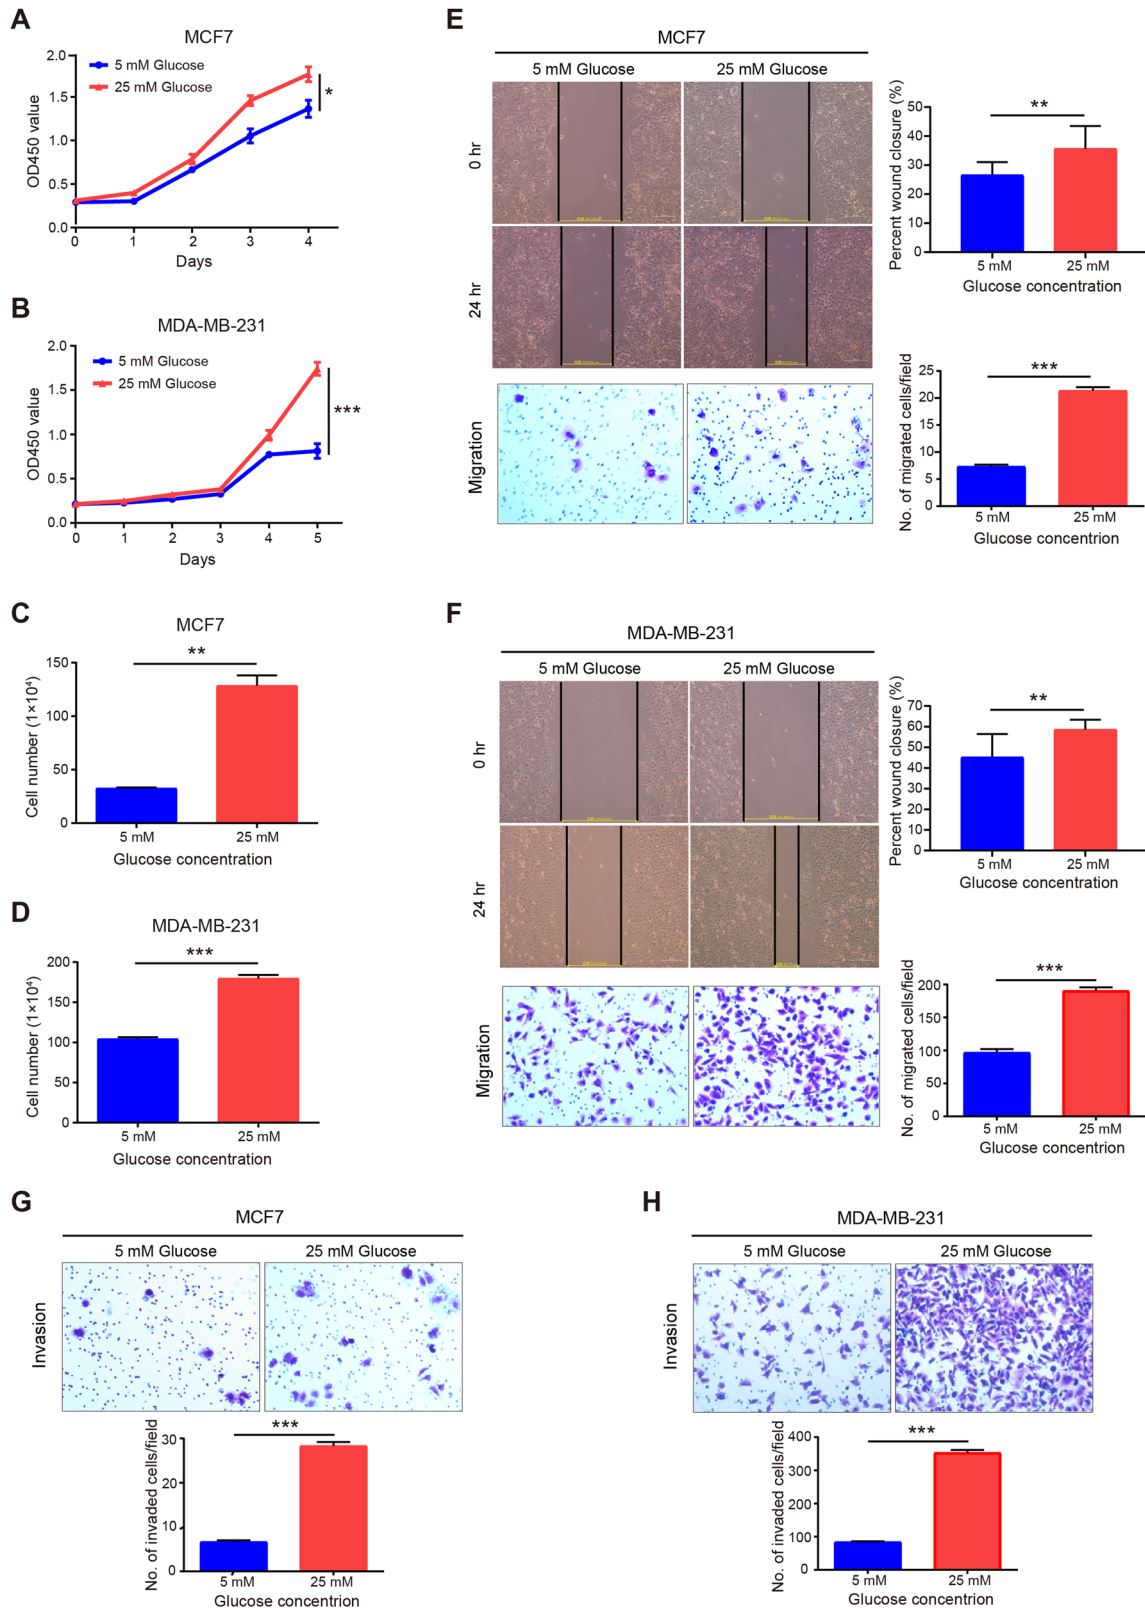 A
MCF7
2.0
1.5
1.0
0.5
0.0
OD450 value
5 mM Glucose
25 mM Glucose
*
0 1 2 3 4
Days
B
MDA-MB-231
2.0
1.5
1.0
0.5
0.0
OD450 value
5 mM Glucose
25 mM Glucose
***
0 1 2 3 4 5
Days
C
MCF7
**
150
100
50
0
Cell number (1×10⁴)
5 mM 25 mM
Glucose concentration
D
MDA-MB-231
***
200
150
100
50
0
Cell number (1×10⁴)
5 mM 25 mM
Glucose concentration
E
MCF7
5 mM Glucose 25 mM Glucose
0 hr
24 hr
Migration
**
50
40
30
20
10
0
Percent wound closure (%)
5 mM 25 mM
Glucose concentration
***
25
20
15
10
5
0
No. of migrated cells/field
5 mM 25 mM
Glucose concentrion
F
MDA-MB-231
5 mM Glucose 25 mM Glucose
0 hr
24 hr
Migration
**
70
60
50
40
30
20
10
0
Percent wound closure (%)
5 mM 25 mM
Glucose concentration
***
200
150
100
50
0
No. of migrated cells/field
5 mM 25 mM
Glucose concentrion
G
MCF7
5 mM Glucose 25 mM Glucose
Invasion
***
30
20
10
0
No. of invaded cells/field
5 mM 25 mM
Glucose concentrion
H
MDA-MB-231
5 mM Glucose 25 mM Glucose
Invasion
***
400
300
200
100
0
No. of invaded cells/field
5 mM 25 mM
Glucose concentrion